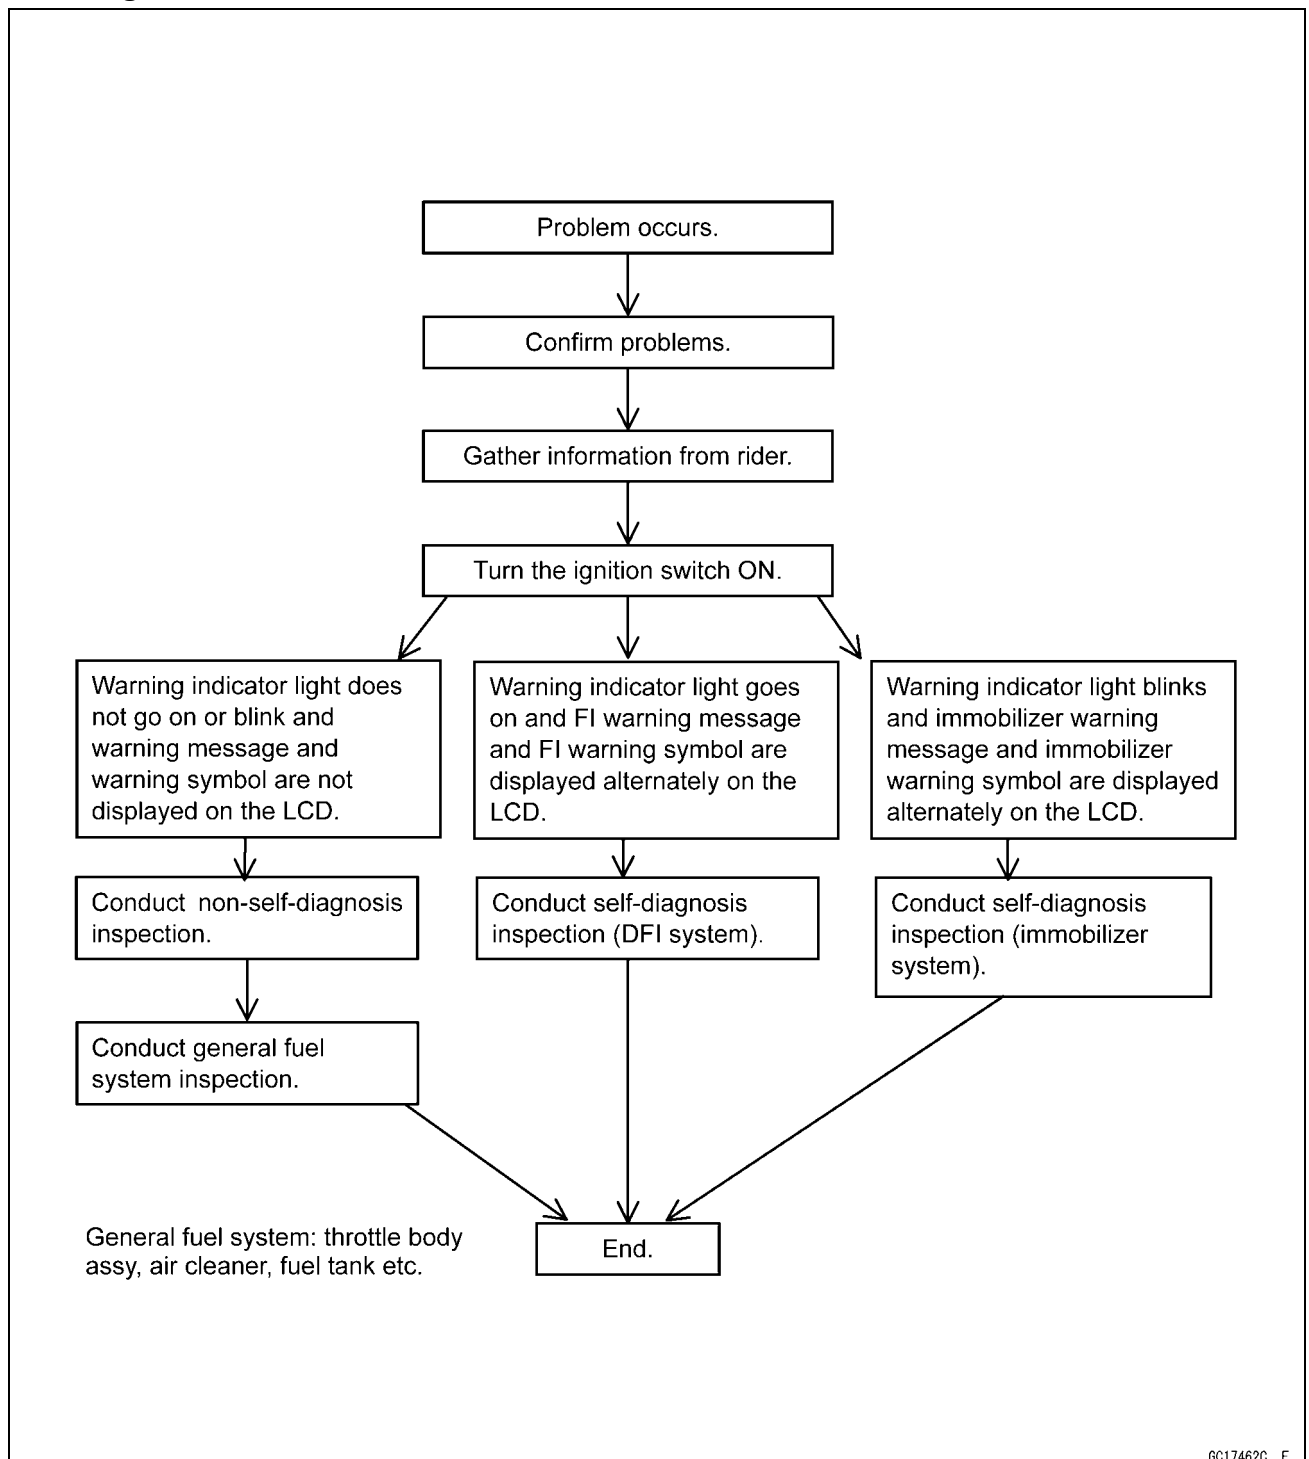 Problem occurs.
Confirm problems.
Gather information from rider.
Turn the ignition switch ON.
Warning indicator light does
not go on or blink and
warning message and
warning symbol are not
displayed on the LCD.
Warning indicator light goes
on and FI warning message
and FI warning symbol are
displayed alternately on the
LCD.
Warning indicator light blinks
and immobilizer warning
message and immobilizer
warning symbol are displayed
alternately on the LCD.
Conduct non-self-diagnosis
inspection.
Conduct self-diagnosis
inspection (DFI system).
Conduct self-diagnosis
inspection (immobilizer
system).
Conduct general fuel
system inspection.
General fuel system: throttle body
assy, air cleaner, fuel tank etc.
End.